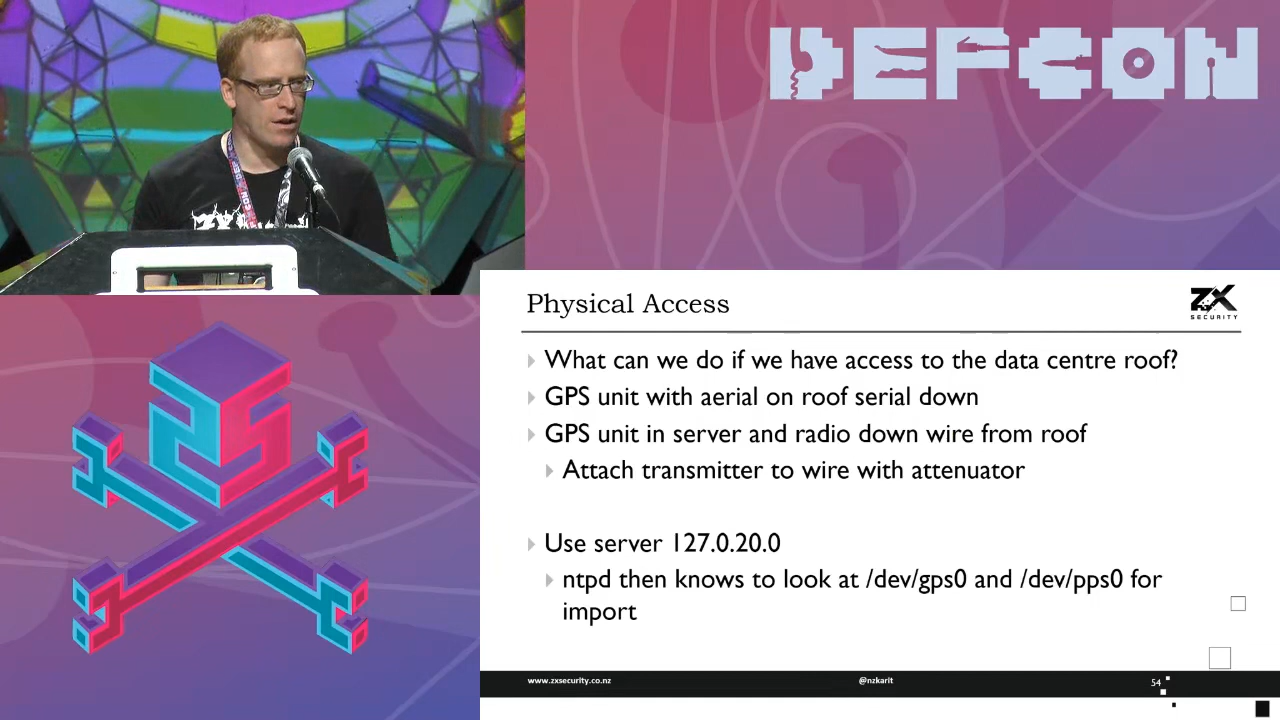 DEFCON
Physical Access
ZX
SECURITY
What can we do if we have access to the data centre roof?
GPS unit with aerial on roof serial down
GPS unit in server and radio down wire from roof
Attach transmitter to wire with attenuator
Use server 127.0.20.0
ntpd then knows to look at /dev/gps0 and /dev/pps0 for
import
www.zxsecurity.co.nz
@nzkarit
54
25